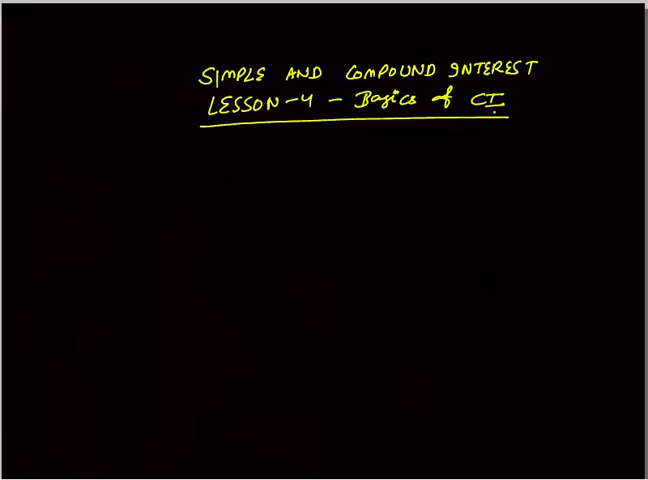 SIMPLE AND COMPOUND INTEREST
LESSON-4 - Basics of CI